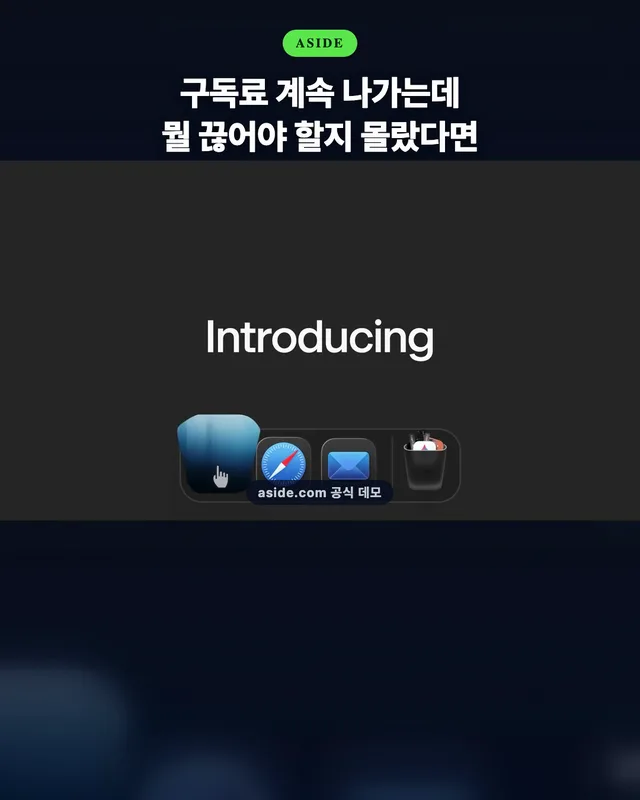 ASIDE
구독료 계속 나가는데
뭘 끊어야 할지 몰랐다면
Introducing
aside.com 공식 데모